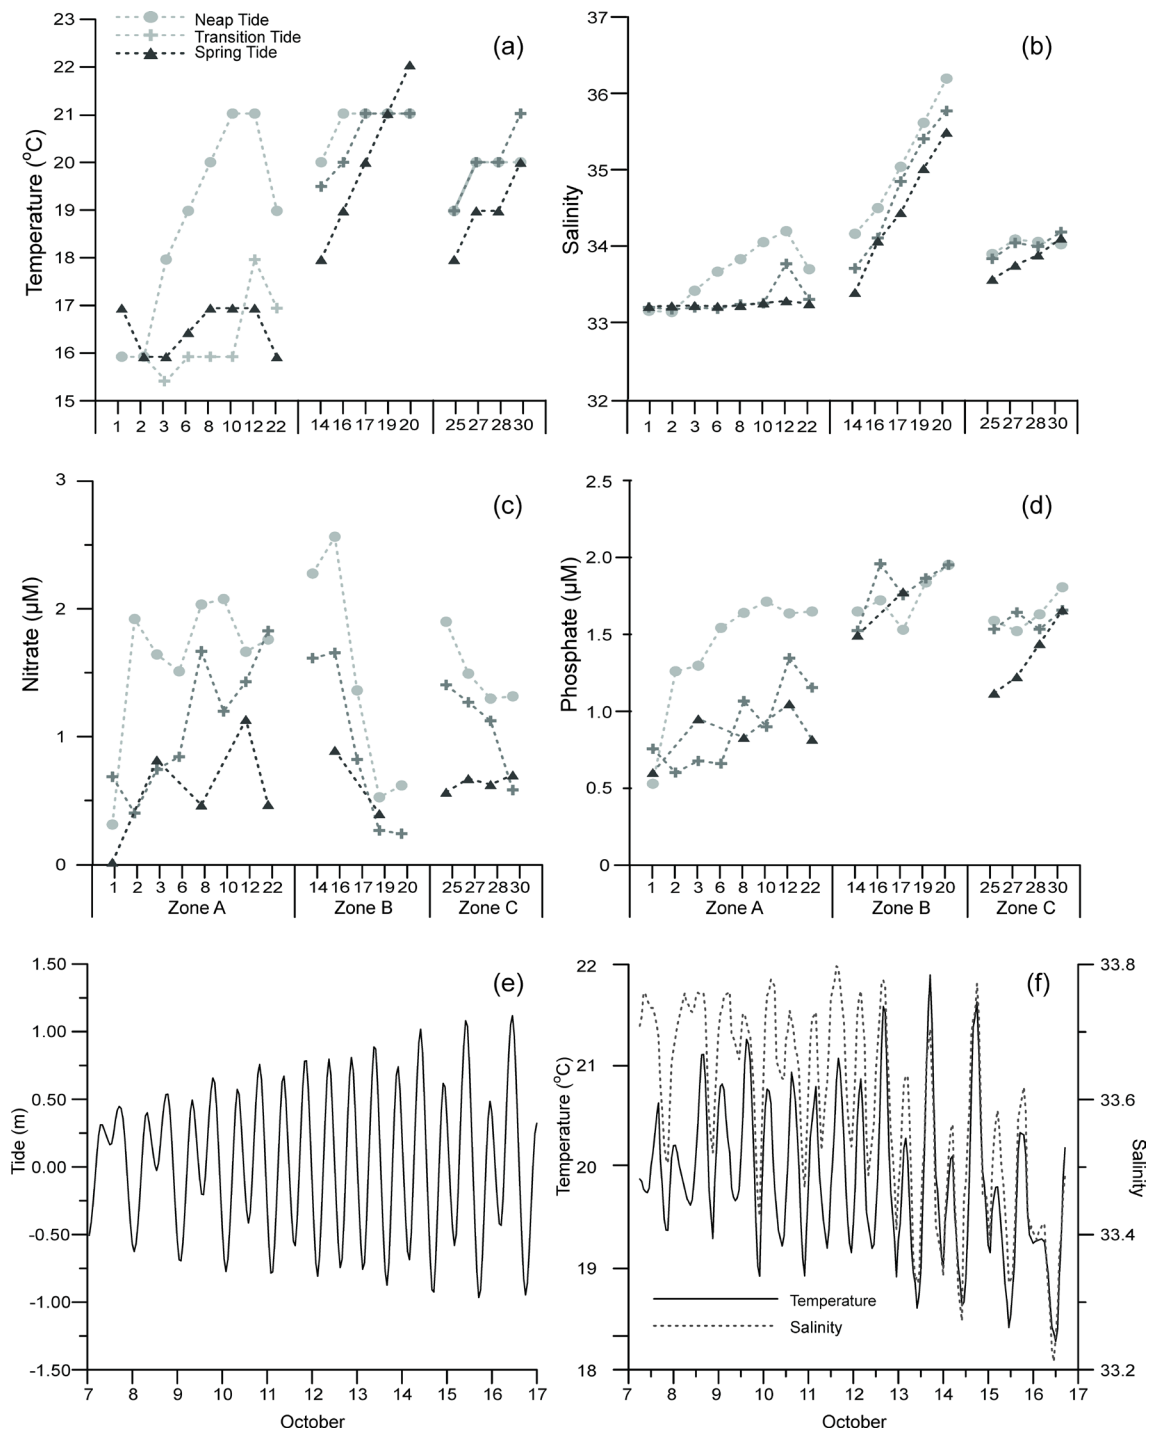 Neap Tide
Transition Tide
Spring Tide
(a)
Temperature (°C)
23
22
21
20
19
18
17
16
15
1 2 3 6 8 10 12 22 14 16 17 19 20 25 27 28 30
(b)
Salinity
37
36
35
34
33
32
1 2 3 6 8 10 12 22 14 16 17 19 20 25 27 28 30
(c)
Nitrate (µM)
3
2
1
0
1 2 3 6 8 10 12 22 14 16 17 19 20 25 27 28 30
Zone A Zone B Zone C
(d)
Phosphate (µM)
2.5
2.0
1.5
1.0
0.5
0
1 2 3 6 8 10 12 22 14 16 17 19 20 25 27 28 30
Zone A Zone B Zone C
(e)
Tide (m)
1.50
1.00
0.50
0.00
-0.50
-1.00
-1.50
7 8 9 10 11 12 13 14 15 16 17
October
(f)
Temperature (°C)
22
21
20
19
18
33.8
33.6
33.4
33.2
Salinity
Temperature
Salinity
7 8 9 10 11 12 13 14 15 16 17
October